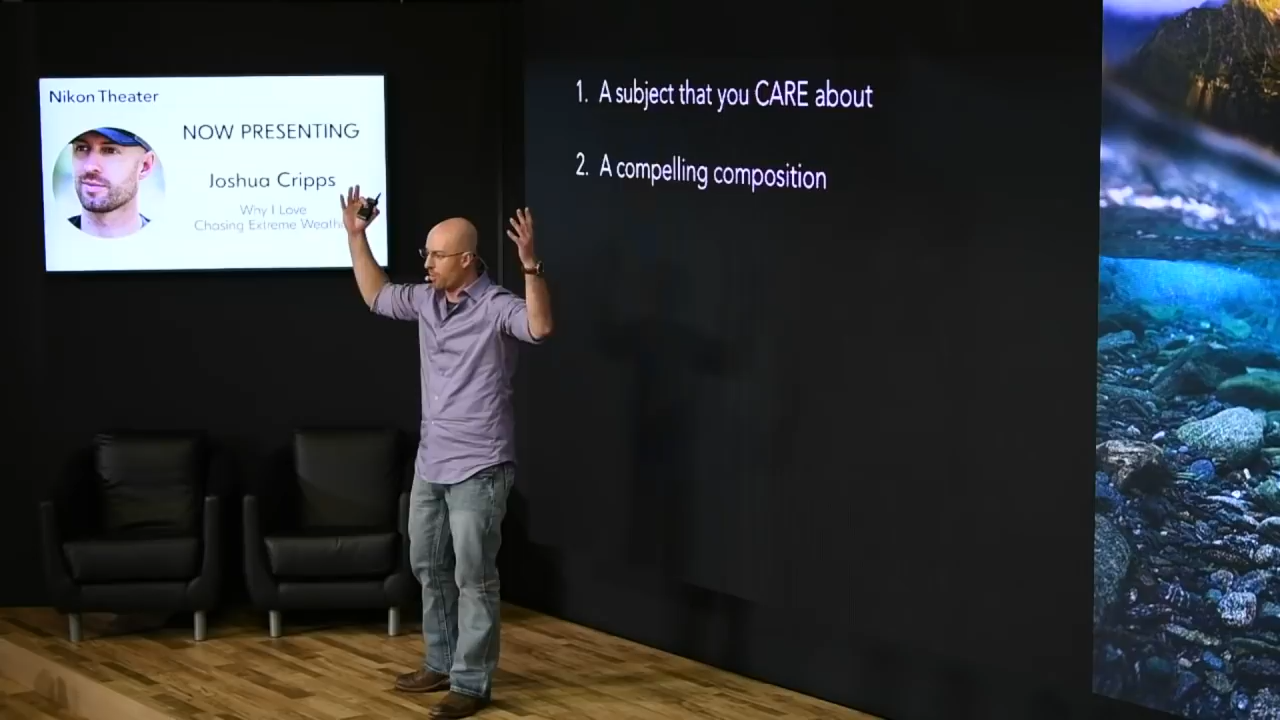 Nikon Theater
NOW PRESENTING
Joshua Cripps
Why I Love
Chasing Extreme
1. A subject that you CARE about
2. A compelling composition